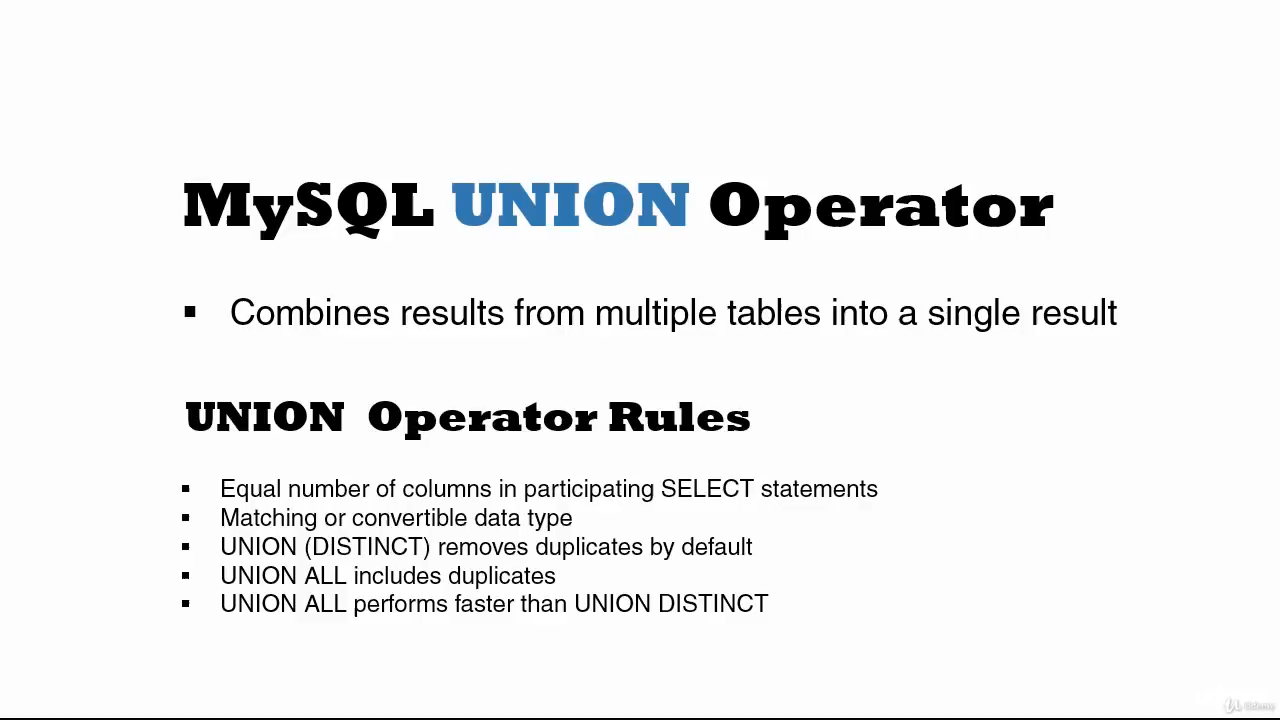 MySQL UNION Operator
▪ Combines results from multiple tables into a single result
UNION Operator Rules
▪ Equal number of columns in participating SELECT statements
▪ Matching or convertible data type
▪ UNION (DISTINCT) removes duplicates by default
▪ UNION ALL includes duplicates
▪ UNION ALL performs faster than UNION DISTINCT
Udemy